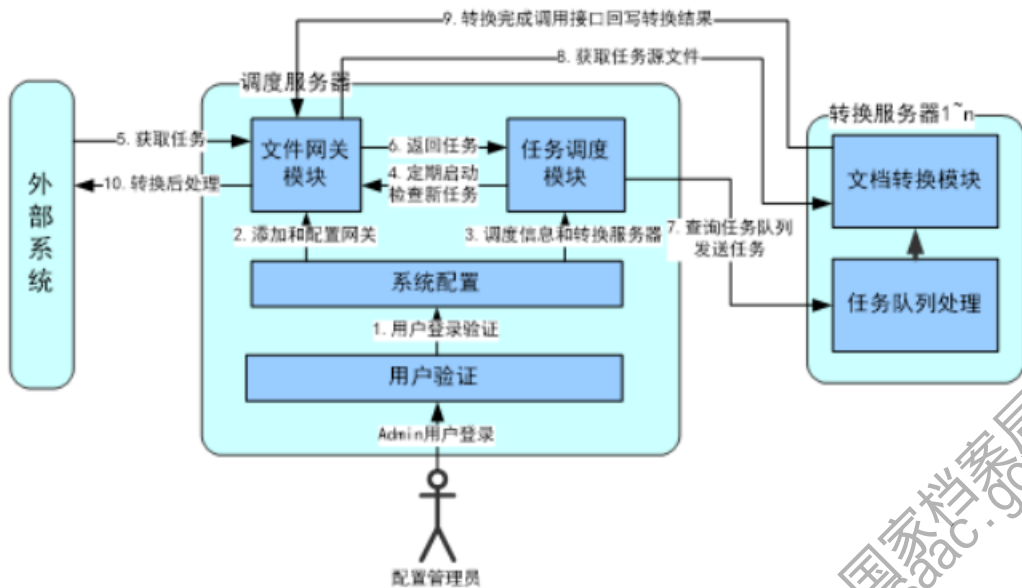 9. 转换完成调用接口回写转换结果
8. 获取任务源文件
调度服务器
转换服务器1~n
5. 获取任务
文件网关
模块
6. 返回任务
任务调度
模块
4. 定期启动
检查新任务
文档转换模块
外部系统
10. 转换后处理
2. 添加和配置网关
3. 调度信息和转换服务器
7. 查询任务队列
发送任务
系统配置
任务队列处理
1. 用户登录验证
用户验证
Admin用户登录
配置管理员
国家档案局